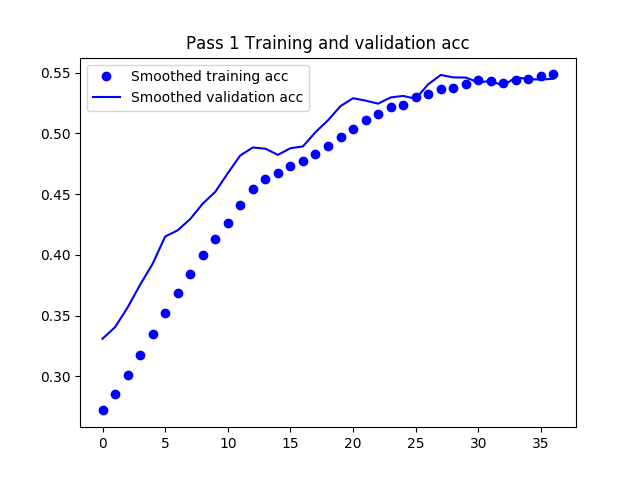 Pass 1 Training and validation acc
Smoothed training acc
Smoothed validation acc
0.55
0.50
0.45
0.40
0.35
0.30
0 5 10 15 20 25 30 35